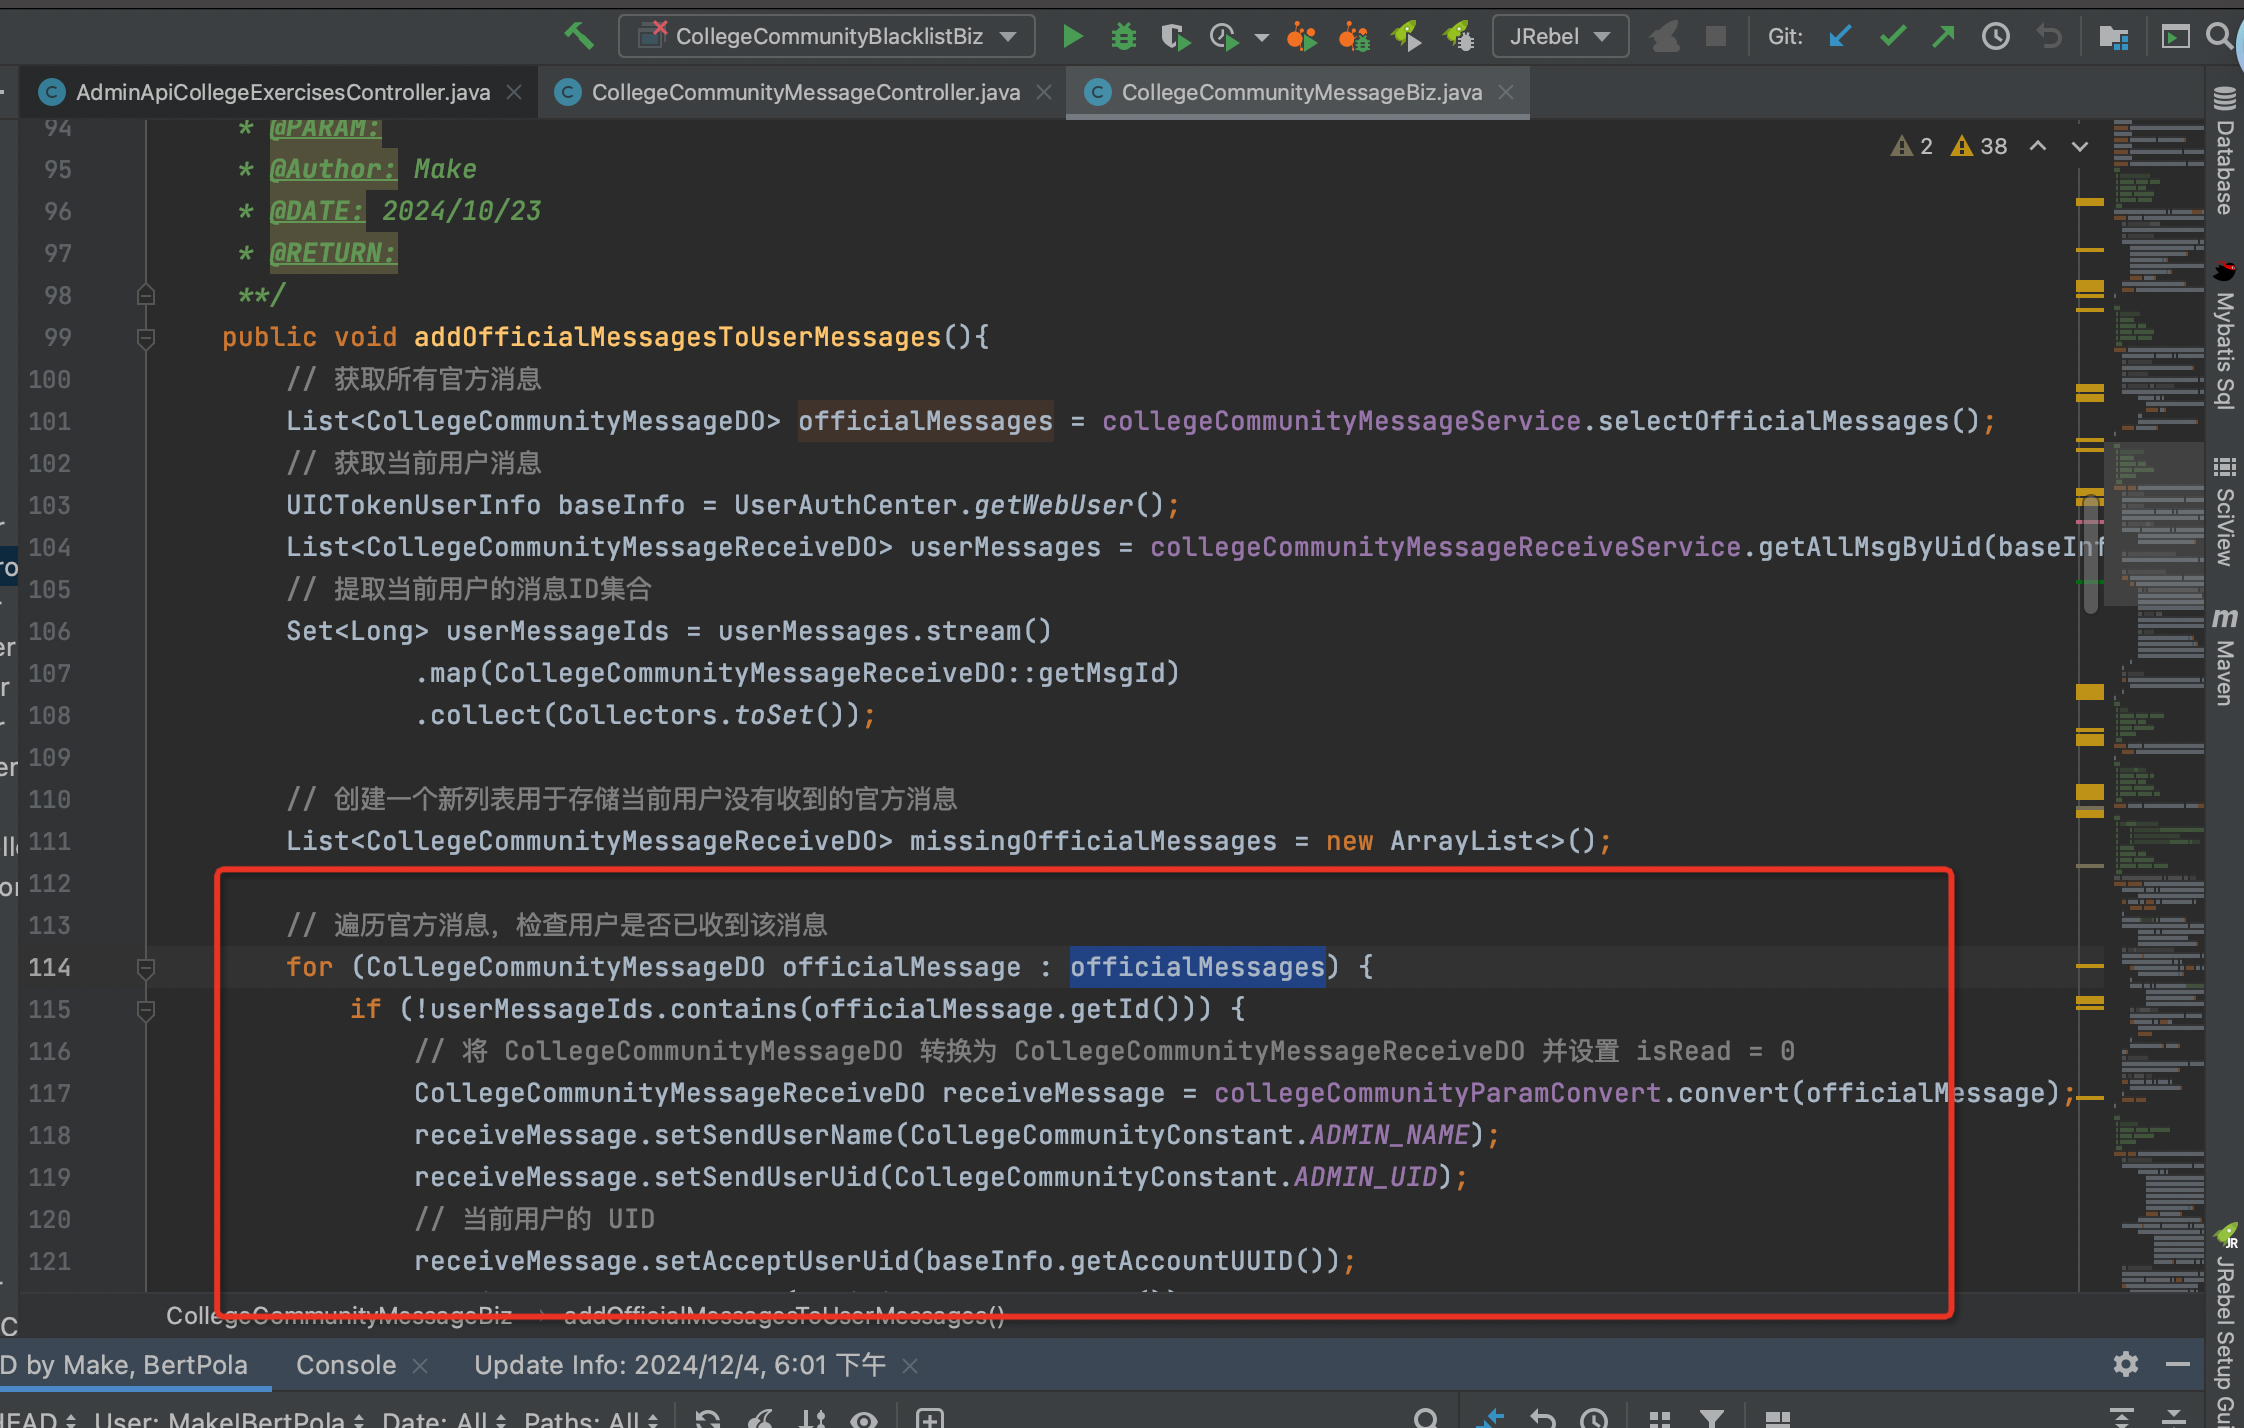 CollegeCommunityBlacklistBiz
JRebel
Git:
AdminApiCollegeExercisesController.java
CollegeCommunityMessageController.java
CollegeCommunityMessageBiz.java
2 38
94 * @PARAM:
95 * @Author: Make
96 * @DATE: 2024/10/23
97 * @RETURN:
98 **/
99 public void addOfficialMessagesToUserMessages(){
100 // 获取所有官方消息
101 List<CollegeCommunityMessageDO> officialMessages = collegeCommunityMessageService.selectOfficialMessages();
102 // 获取当前用户消息
103 UICTokenUserInfo baseInfo = UserAuthCenter.getWebUser();
104 List<CollegeCommunityMessageReceiveDO> userMessages = collegeCommunityMessageReceiveService.getAllMsgByUid(baseInf
105 // 提取当前用户的消息ID集合
106 Set<Long> userMessageIds = userMessages.stream()
107 .map(CollegeCommunityMessageReceiveDO::getMsgId)
108 .collect(Collectors.toSet());
109
110 // 创建一个新列表用于存储当前用户没有收到的官方消息
111 List<CollegeCommunityMessageReceiveDO> missingOfficialMessages = new ArrayList<>();
112
113 // 遍历官方消息，检查用户是否已收到该消息
114 for (CollegeCommunityMessageDO officialMessage : officialMessages) {
115 if (!userMessageIds.contains(officialMessage.getId())) {
116 // 将 CollegeCommunityMessageDO 转换为 CollegeCommunityMessageReceiveDO 并设置 isRead = 0
117 CollegeCommunityMessageReceiveDO receiveMessage = collegeCommunityParamConvert.convert(officialMessage);
118 receiveMessage.setSendUserName(CollegeCommunityConstant.ADMIN_NAME);
119 receiveMessage.setSendUserUid(CollegeCommunityConstant.ADMIN_UID);
120 // 当前用户的 UID
121 receiveMessage.setAcceptUserUid(baseInfo.getAccountUUID());
CollegeCommunityMessageBiz
addOfficialMessagesToUserMessages()
D by Make, BertPola
Console
Update Info: 2024/12/4, 6:01 下午
HEAD
User: Make|BertPola
Date: All
Paths: All
Database
Mybatis Sql
SciView
m Maven
JR
JRebel Setup Gui